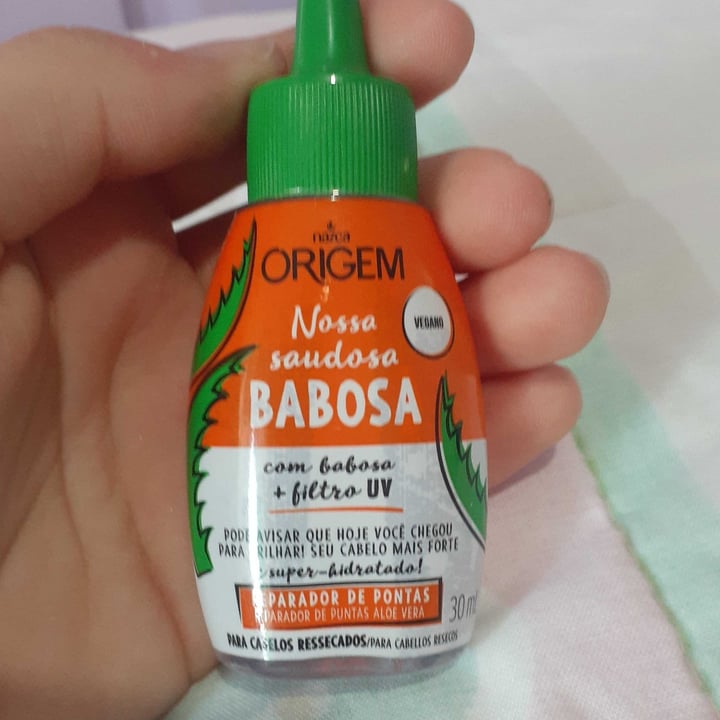 nazca
ORIGEM
Nossa
saudosa
BABOSA
VEGANO
com babosa
+ filtro UV
PODE AVISAR QUE HOJE VOCÊ CHEGOU
PARA BRILHAR! SEU CABELO MAIS FORTE
e super-hidratado!
REPARADOR DE PONTAS
REPARADOR DE PUNTAS ALOE VERA
30 ml
PARA CABELOS RESSECADOS/PARA CABELLOS RESECOS